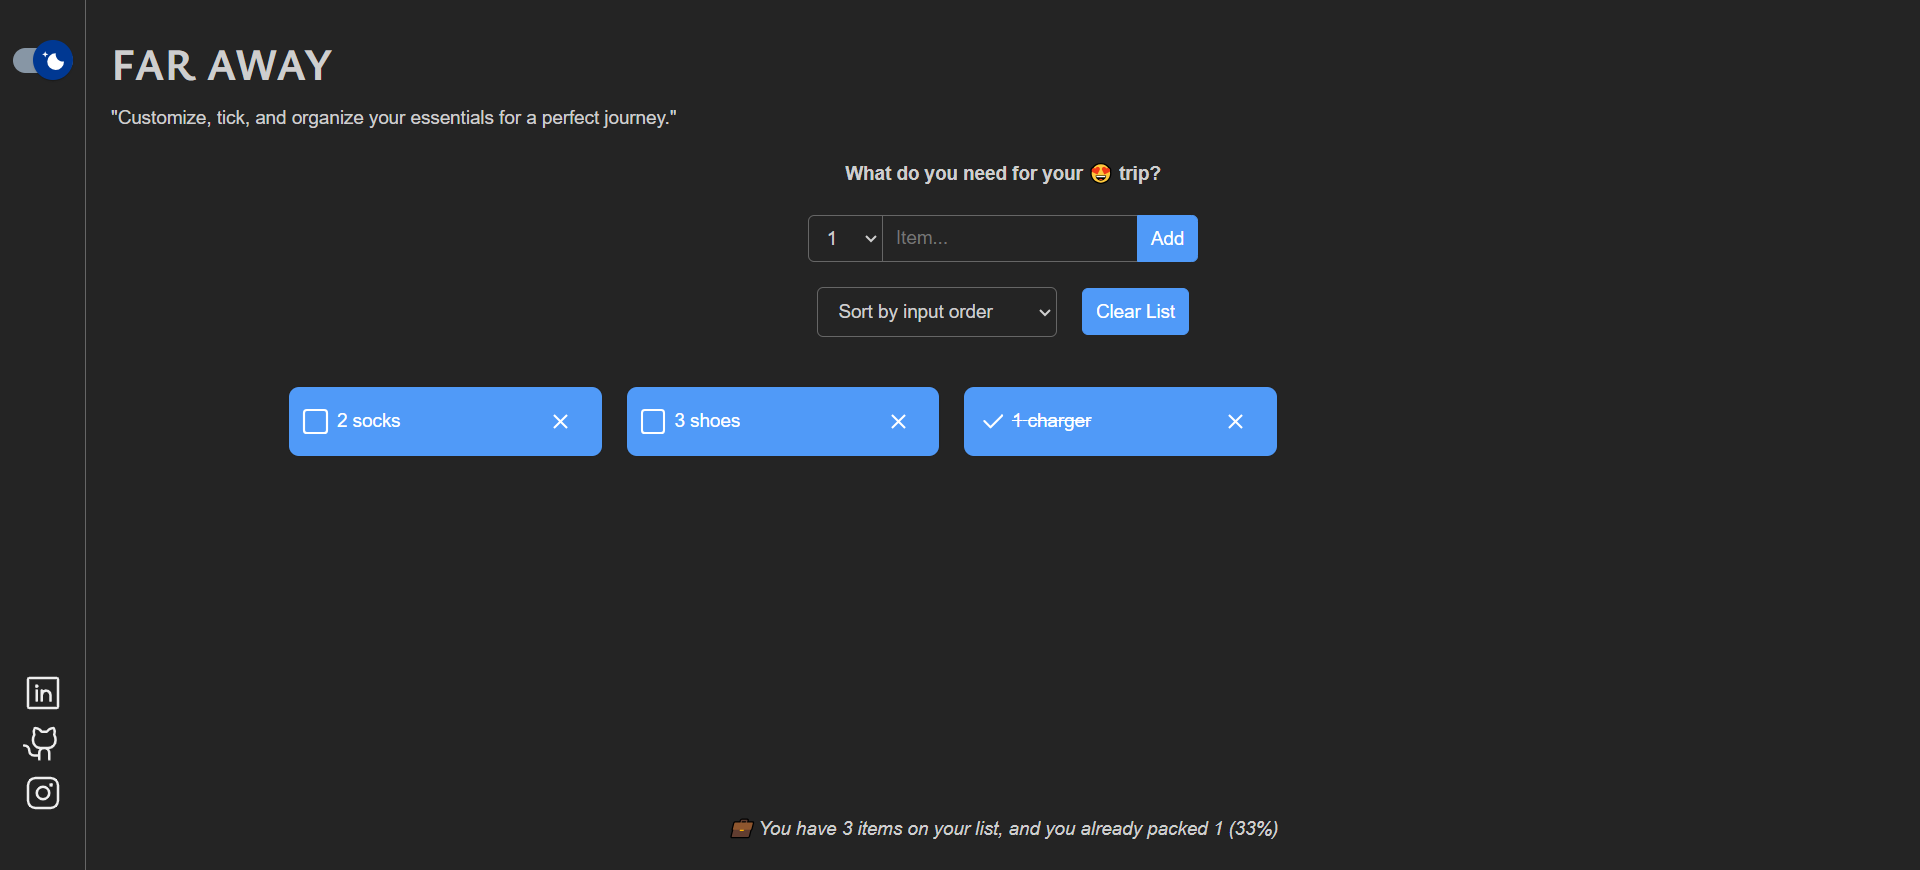 FAR AWAY
"Customize, tick, and organize your essentials for a perfect journey."
What do you need for your 😍 trip?
1 Item... Add
Sort by input order Clear List
2 socks 3 shoes 1 charger
in
💼 You have 3 items on your list, and you already packed 1 (33%)